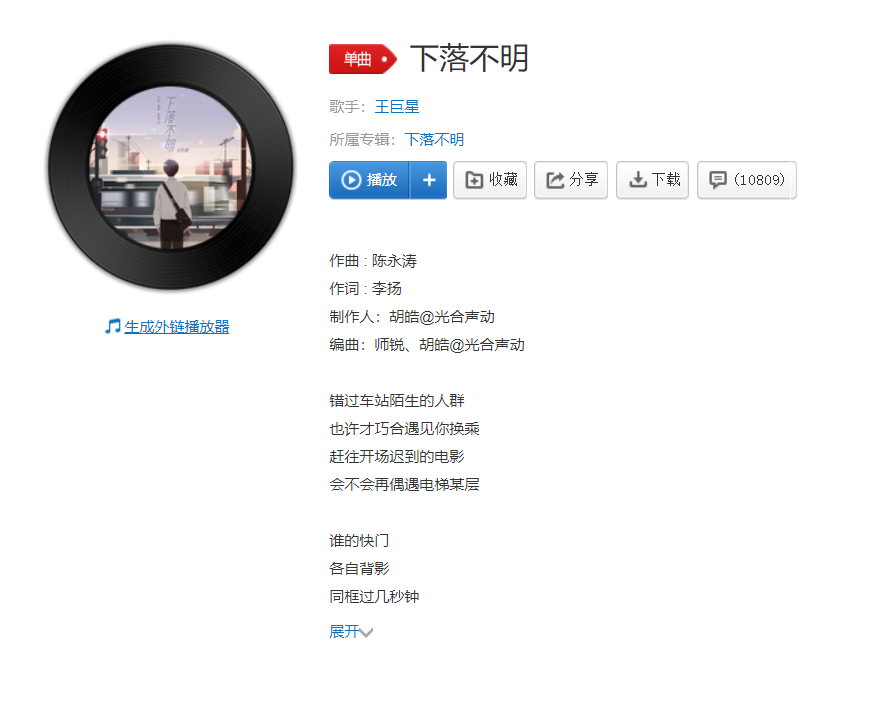 单曲
下落不明
歌手：王巨星
所属专辑：下落不明
播放 + 收藏 分享 下载 (10809)
下落不明
生成外链播放器
作曲 : 陈永涛
作词 : 李扬
制作人：胡皓@光合声动
编曲：师锐、胡皓@光合声动
错过车站陌生的人群
也许才巧合遇见你换乘
赶往开场迟到的电影
会不会再偶遇电梯某层
谁的快门
各自背影
同框过几秒钟
展开